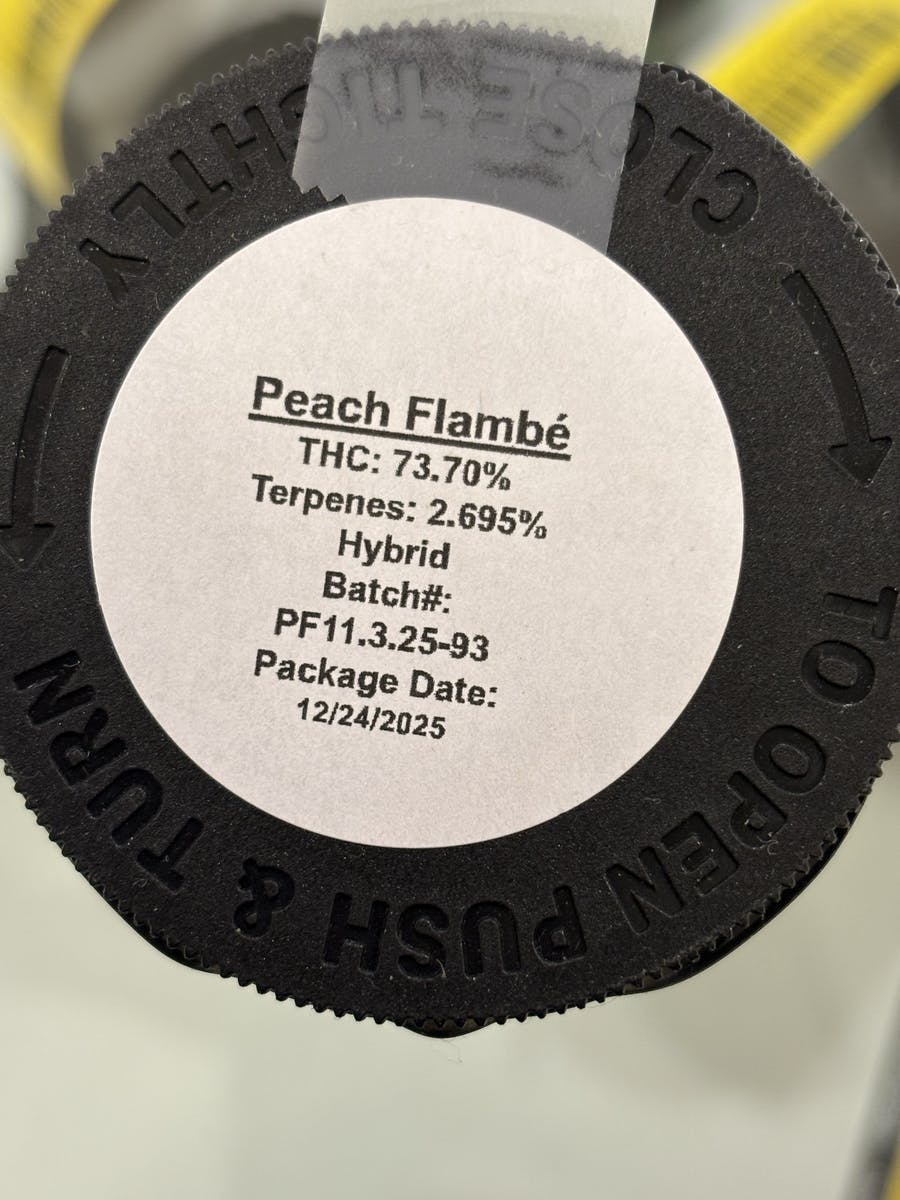 Peach Flambé
THC: 73.70%
Terpenes: 2.695%
Hybrid
Batch#:
PF11.3.25-93
Package Date:
12/24/2025
CLOSE TIGHTLY
TO OPEN PUSH & TURN